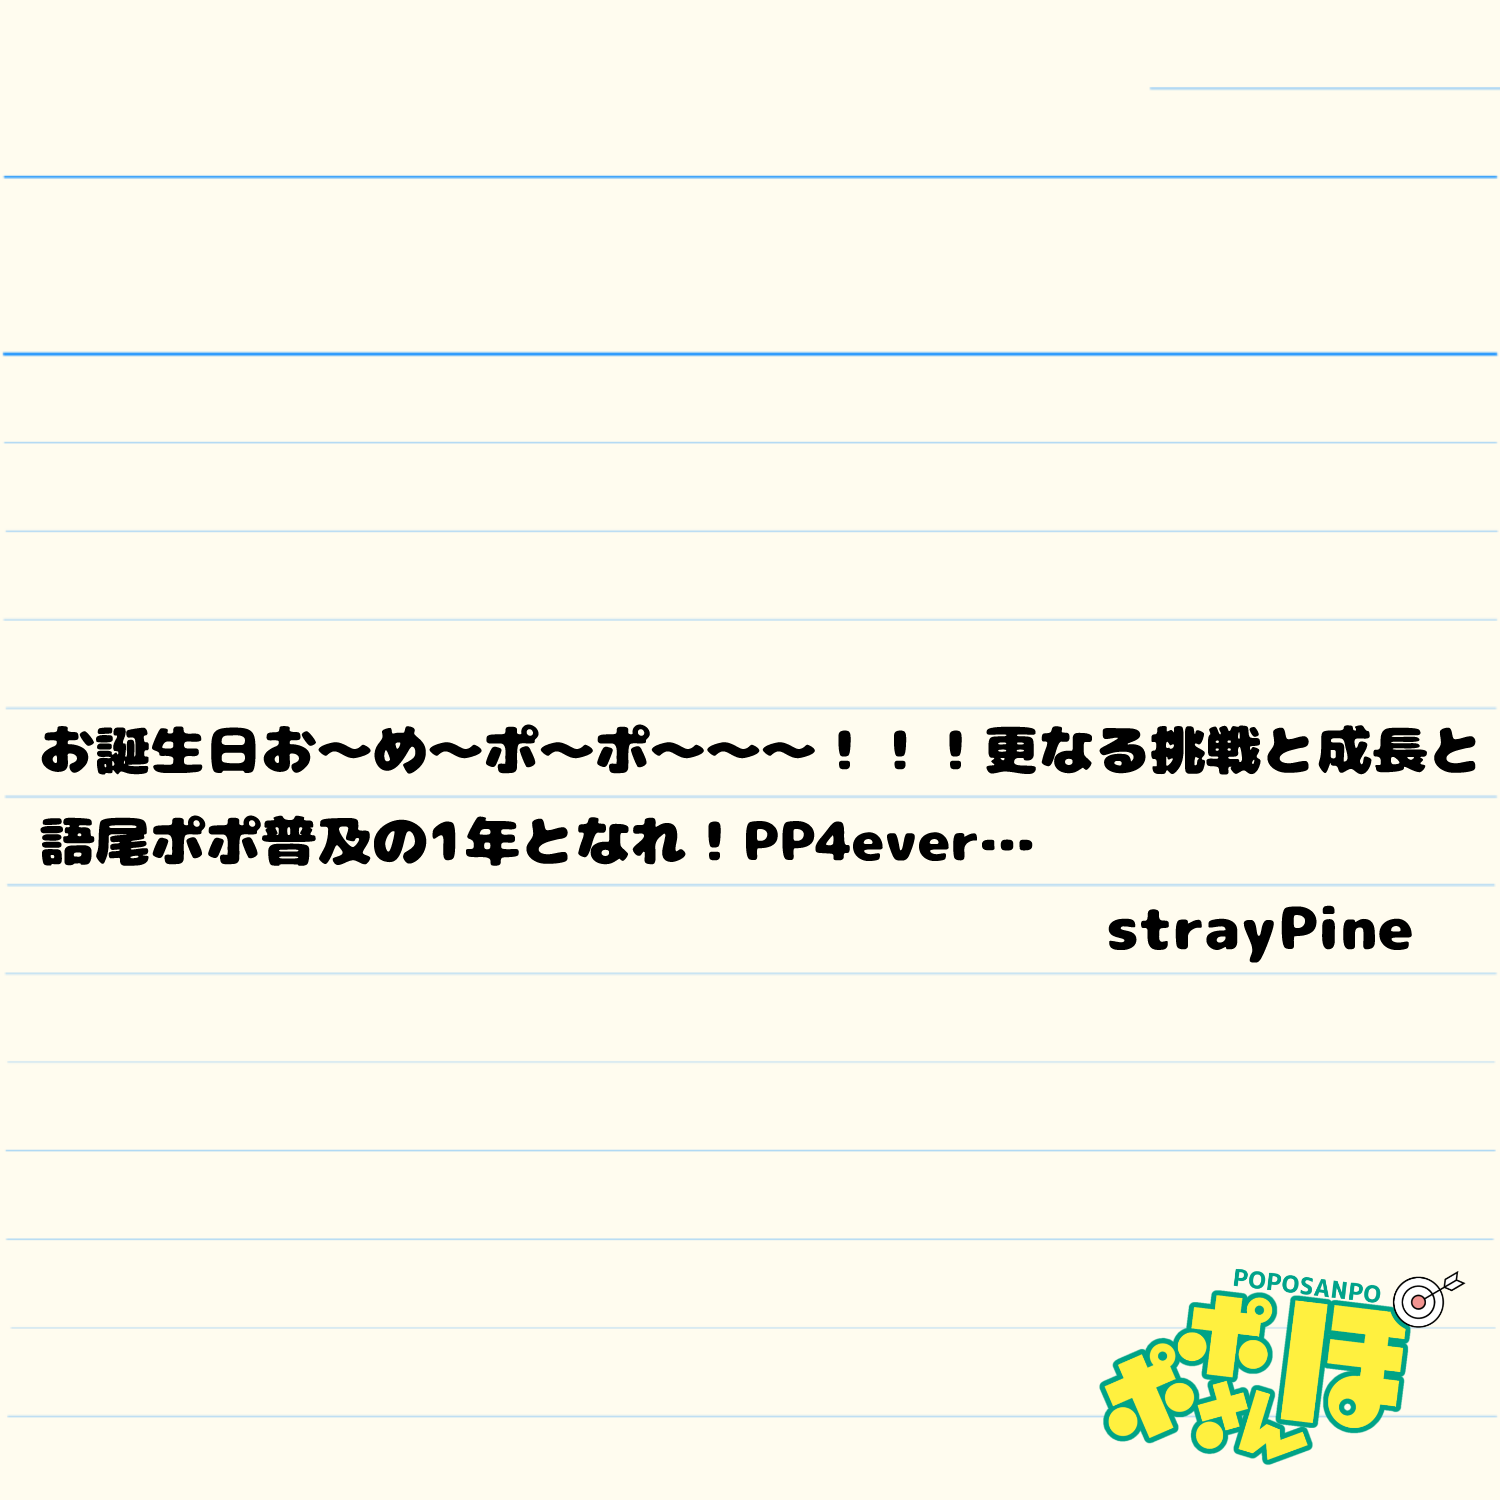 お誕生日お〜め〜ポ〜ポ〜〜〜！！！更なる挑戦と成長と
語尾ポポ普及の1年となれ！PP4ever…
strayPine
POPOSANPO
ポポさんぽ